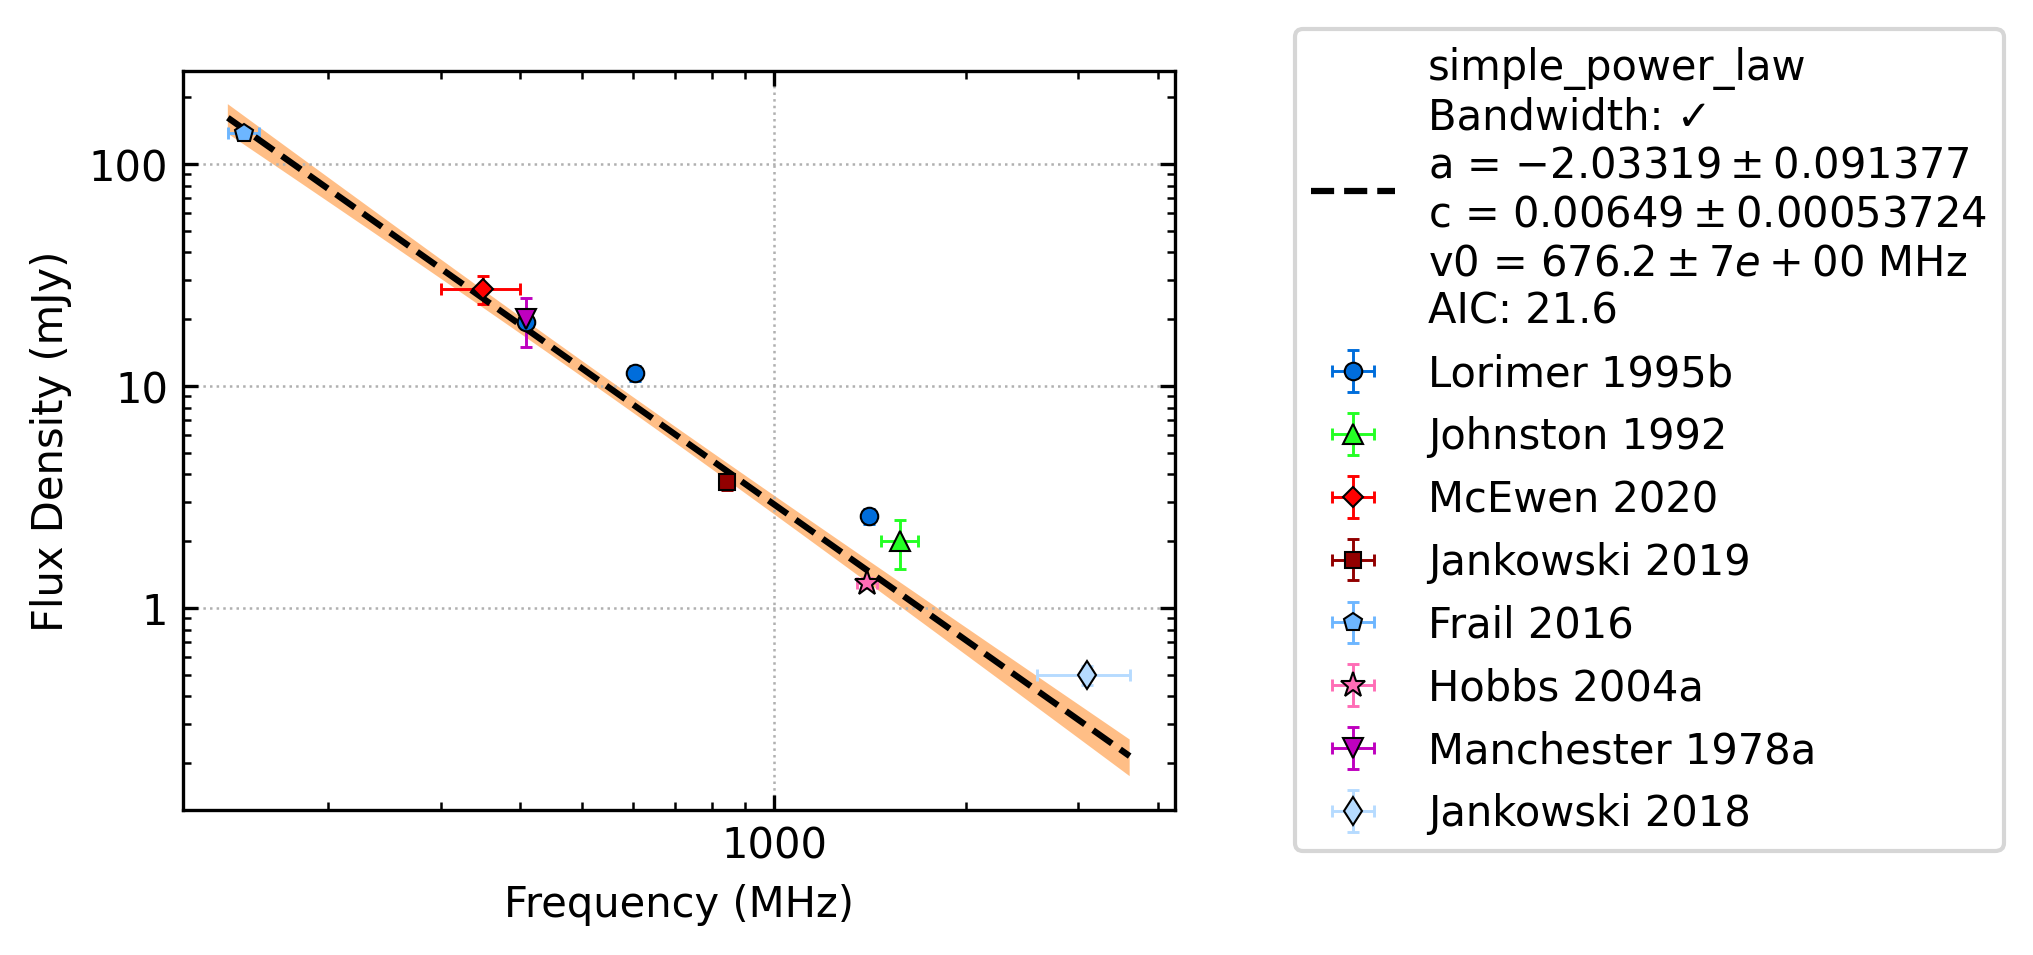 100
10
1
Flux Density (mJy)
1000
Frequency (MHz)
simple_power_law
Bandwidth: ✓
a = −2.03319 ± 0.091377
c = 0.00649 ± 0.00053724
v0 = 676.2 ± 7e + 00 MHz
AIC: 21.6
Lorimer 1995b
Johnston 1992
McEwen 2020
Jankowski 2019
Frail 2016
Hobbs 2004a
Manchester 1978a
Jankowski 2018